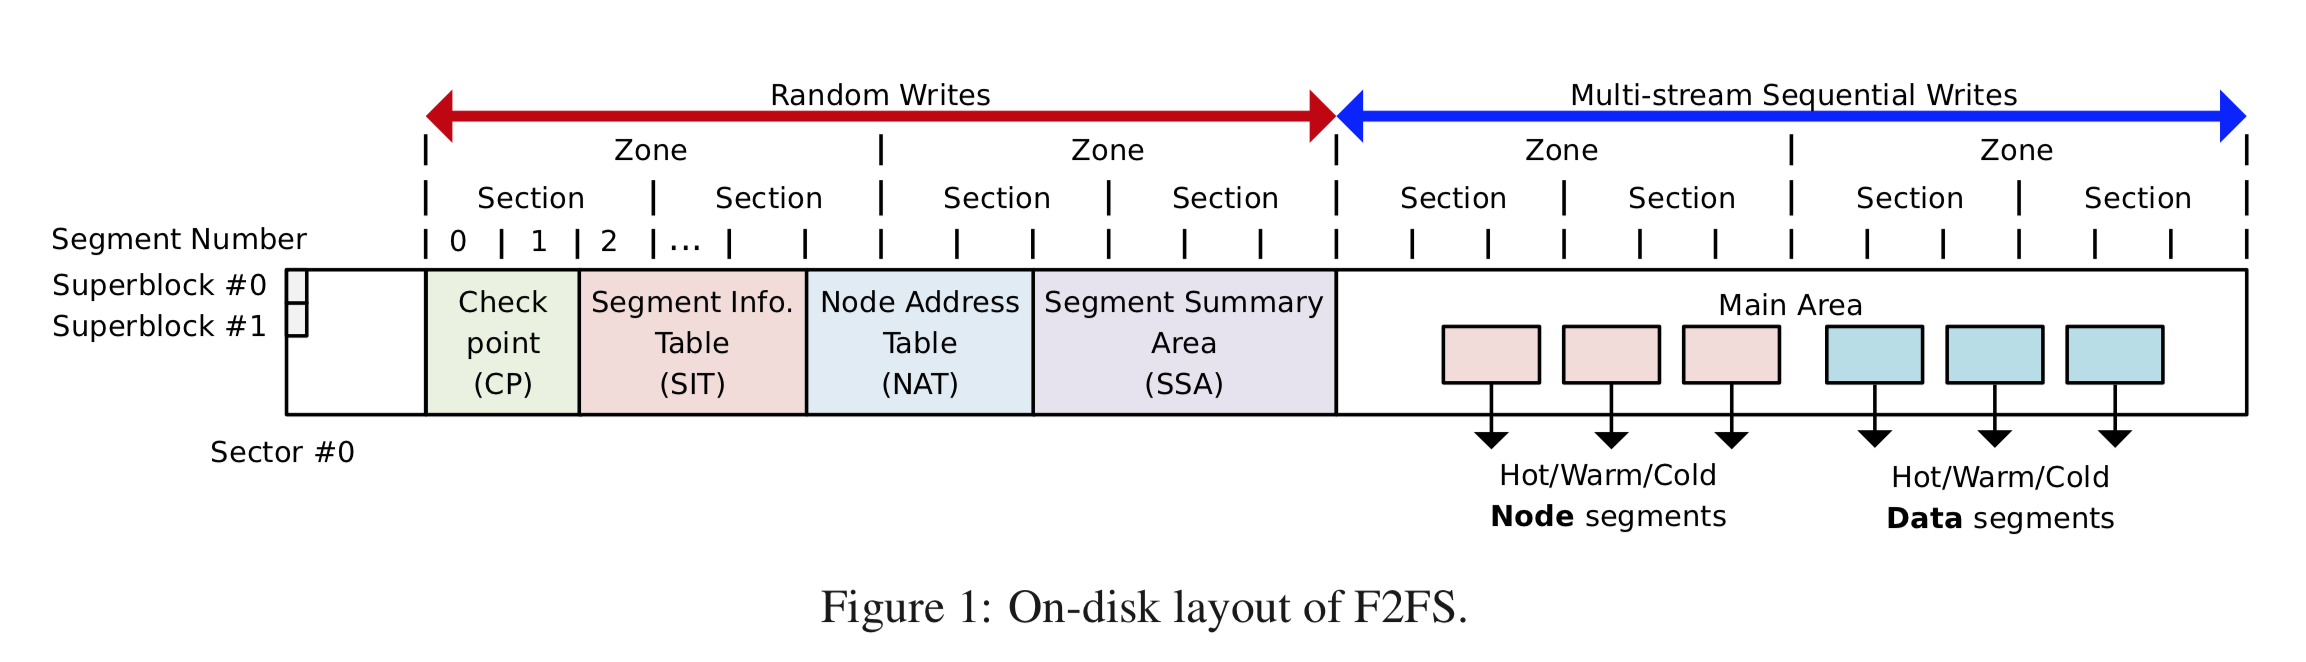 Random Writes
Multi-stream Sequential Writes
Zone
Zone
Zone
Zone
Section
Section
Section
Section
Section
Section
Section
Section
Segment Number
0
1
2
...
Superblock #0
Superblock #1
Check
point
(CP)
Segment Info.
Table
(SIT)
Node Address
Table
(NAT)
Segment Summary
Area
(SSA)
Main Area
Sector #0
Hot/Warm/Cold
Node segments
Hot/Warm/Cold
Data segments
Figure 1: On-disk layout of F2FS.